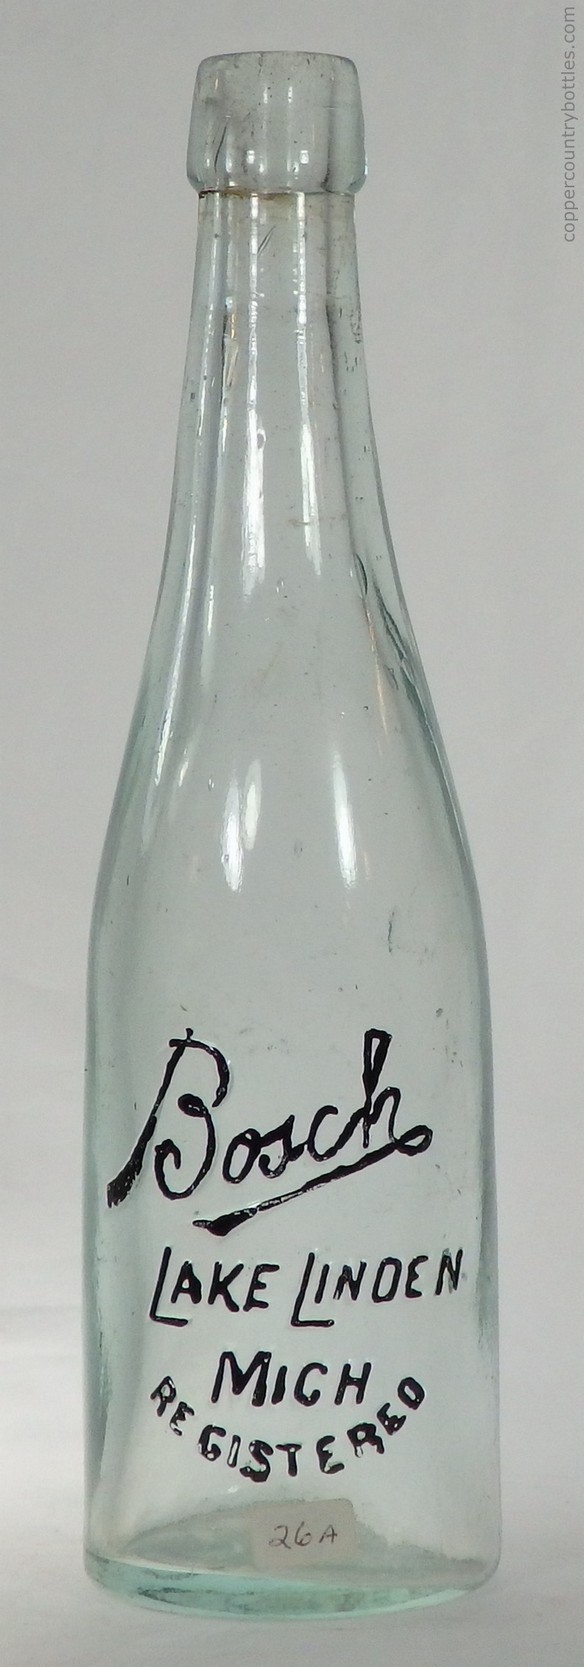 coppercountrybottles.com
Bosch
LAKE LINDEN
MICH
REGISTERED
26A